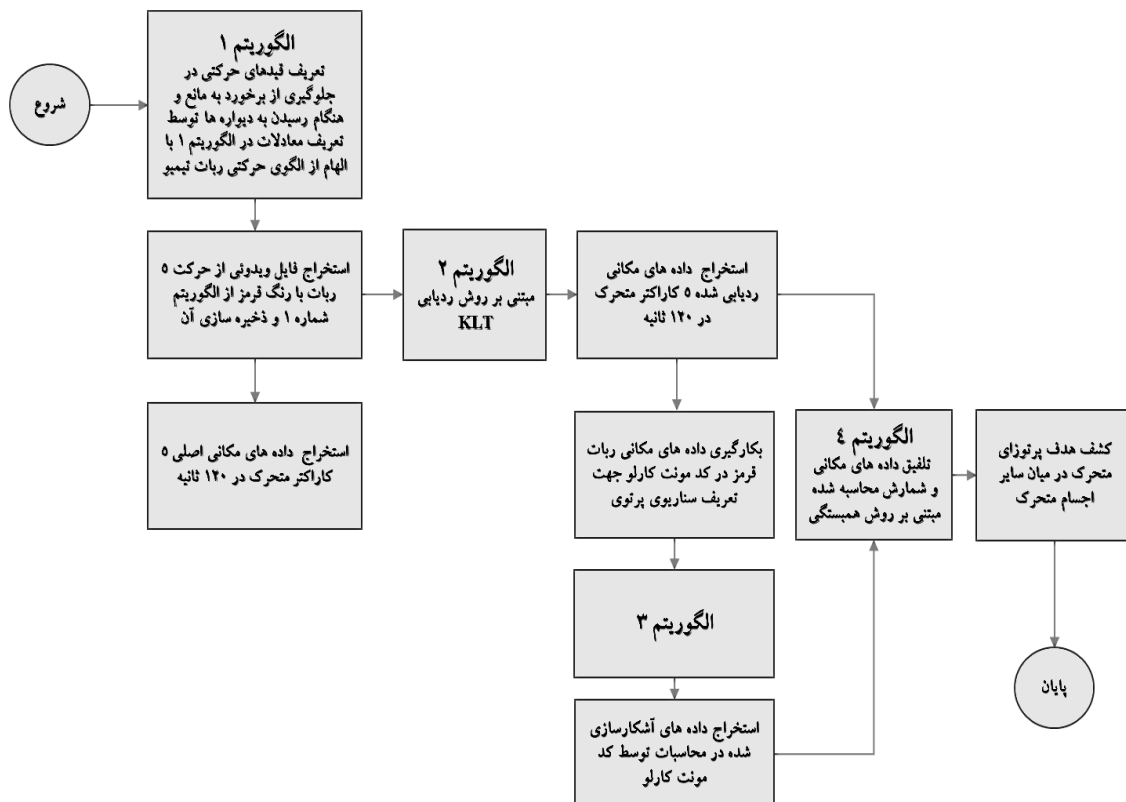 شروع
الگوریتم ۱
تعریف قیدهای حرکتی در
جلوگیری از برخورد به مانع و
هنگام رسیدن به دیواره ها توسط
تعریف معادلات در الگوریتم ۱ با
الهام از الگوی حرکتی ربات تیمیو
استخراج فایل ویدوئی از حرکت ۵
ربات با رنگ قرمز از الگوریتم
شماره ۱ و ذخیره سازی آن
استخراج داده های مکانی اصلی ۵
کاراکتر متحرک در ۱۲۰ ثانیه
الگوریتم ۲
مبتنی بر روش ردیابی
KLT
استخراج داده های مکانی
ردیابی شده ۵ کاراکتر متحرک
در ۱۲۰ ثانیه
بکارگیری داده های مکانی ربات
قرمز در کد مونت کارلو جهت
تعریف سناریوی پرتوی
الگوریتم ۳
استخراج داده های آشکارسازی
شده در محاسبات توسط کد
مونت کارلو
الگوریتم ٤
تلفیق داده های مکانی
و شمارش محاسبه شده
مبتنی بر روش همبستگی
کشف هدف پرتوزای
متحرک در میان سایر
اجسام متحرک
پایان